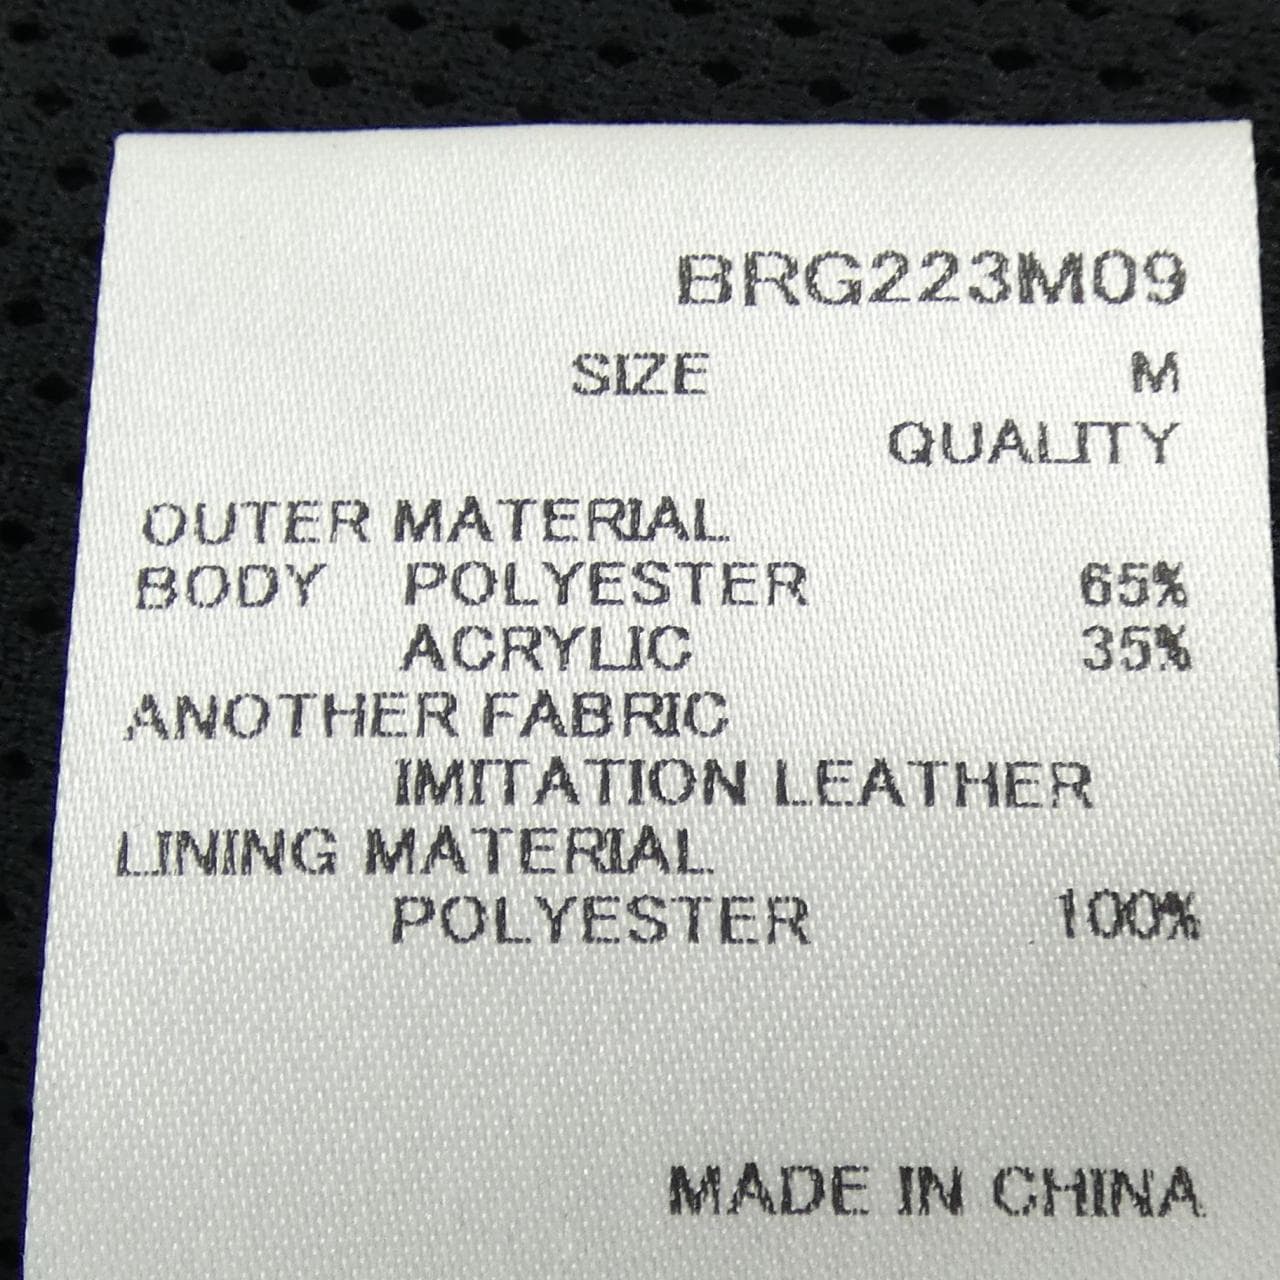 BRG223M09
SIZE M
QUALITY
OUTER MATERIAL
BODY POLYESTER 65%
ACRYLIC 35%
ANOTHER FABRIC
IMITATION LEATHER
LINING MATERIAL
POLYESTER 100%
MADE IN CHINA